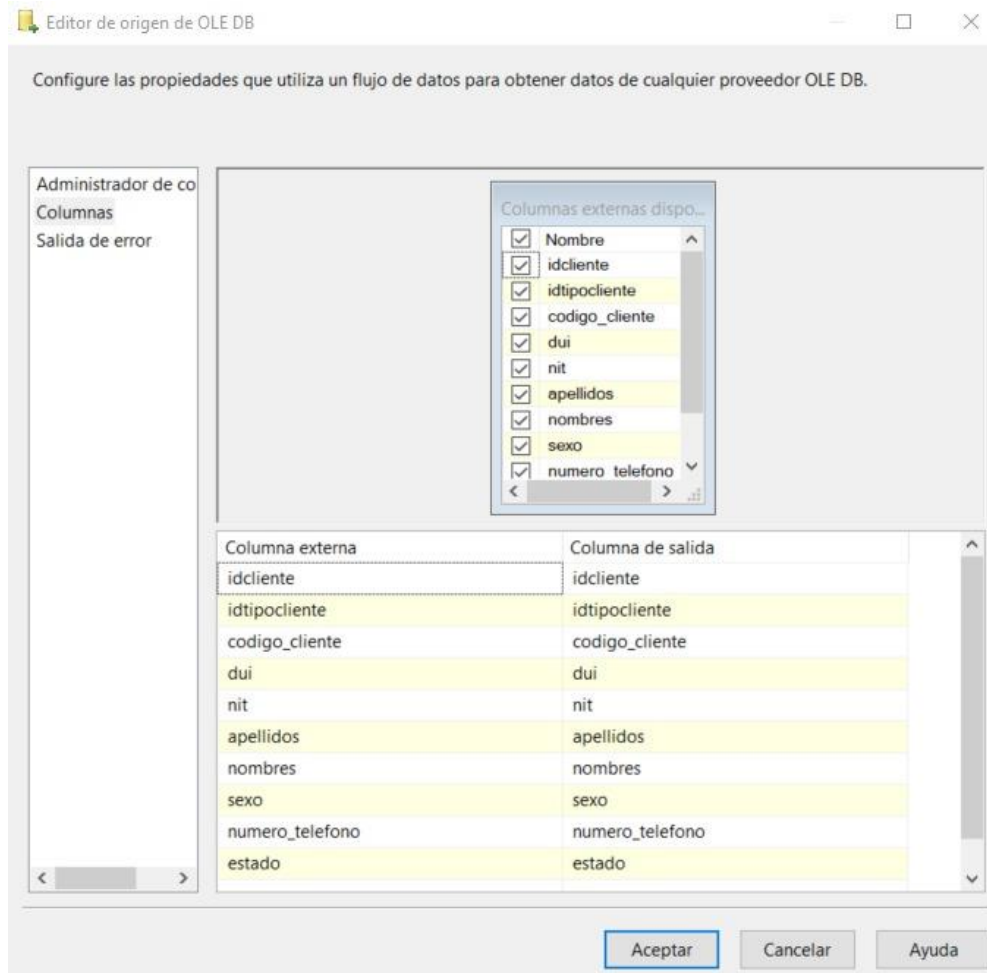 Editor de origen de OLE DB
Configure las propiedades que utiliza un flujo de datos para obtener datos de cualquier proveedor OLE DB.
Administrador de co
Columnas
Salida de error
Columnas externas dispo...
Nombre
idcliente
idtipocliente
codigo_cliente
dui
nit
apellidos
nombres
sexo
numero_telefono
Columna externa Columna de salida
idcliente idcliente
idtipocliente idtipocliente
codigo_cliente codigo_cliente
dui dui
nit nit
apellidos apellidos
nombres nombres
sexo sexo
numero_telefono numero_telefono
estado estado
Aceptar Cancelar Ayuda